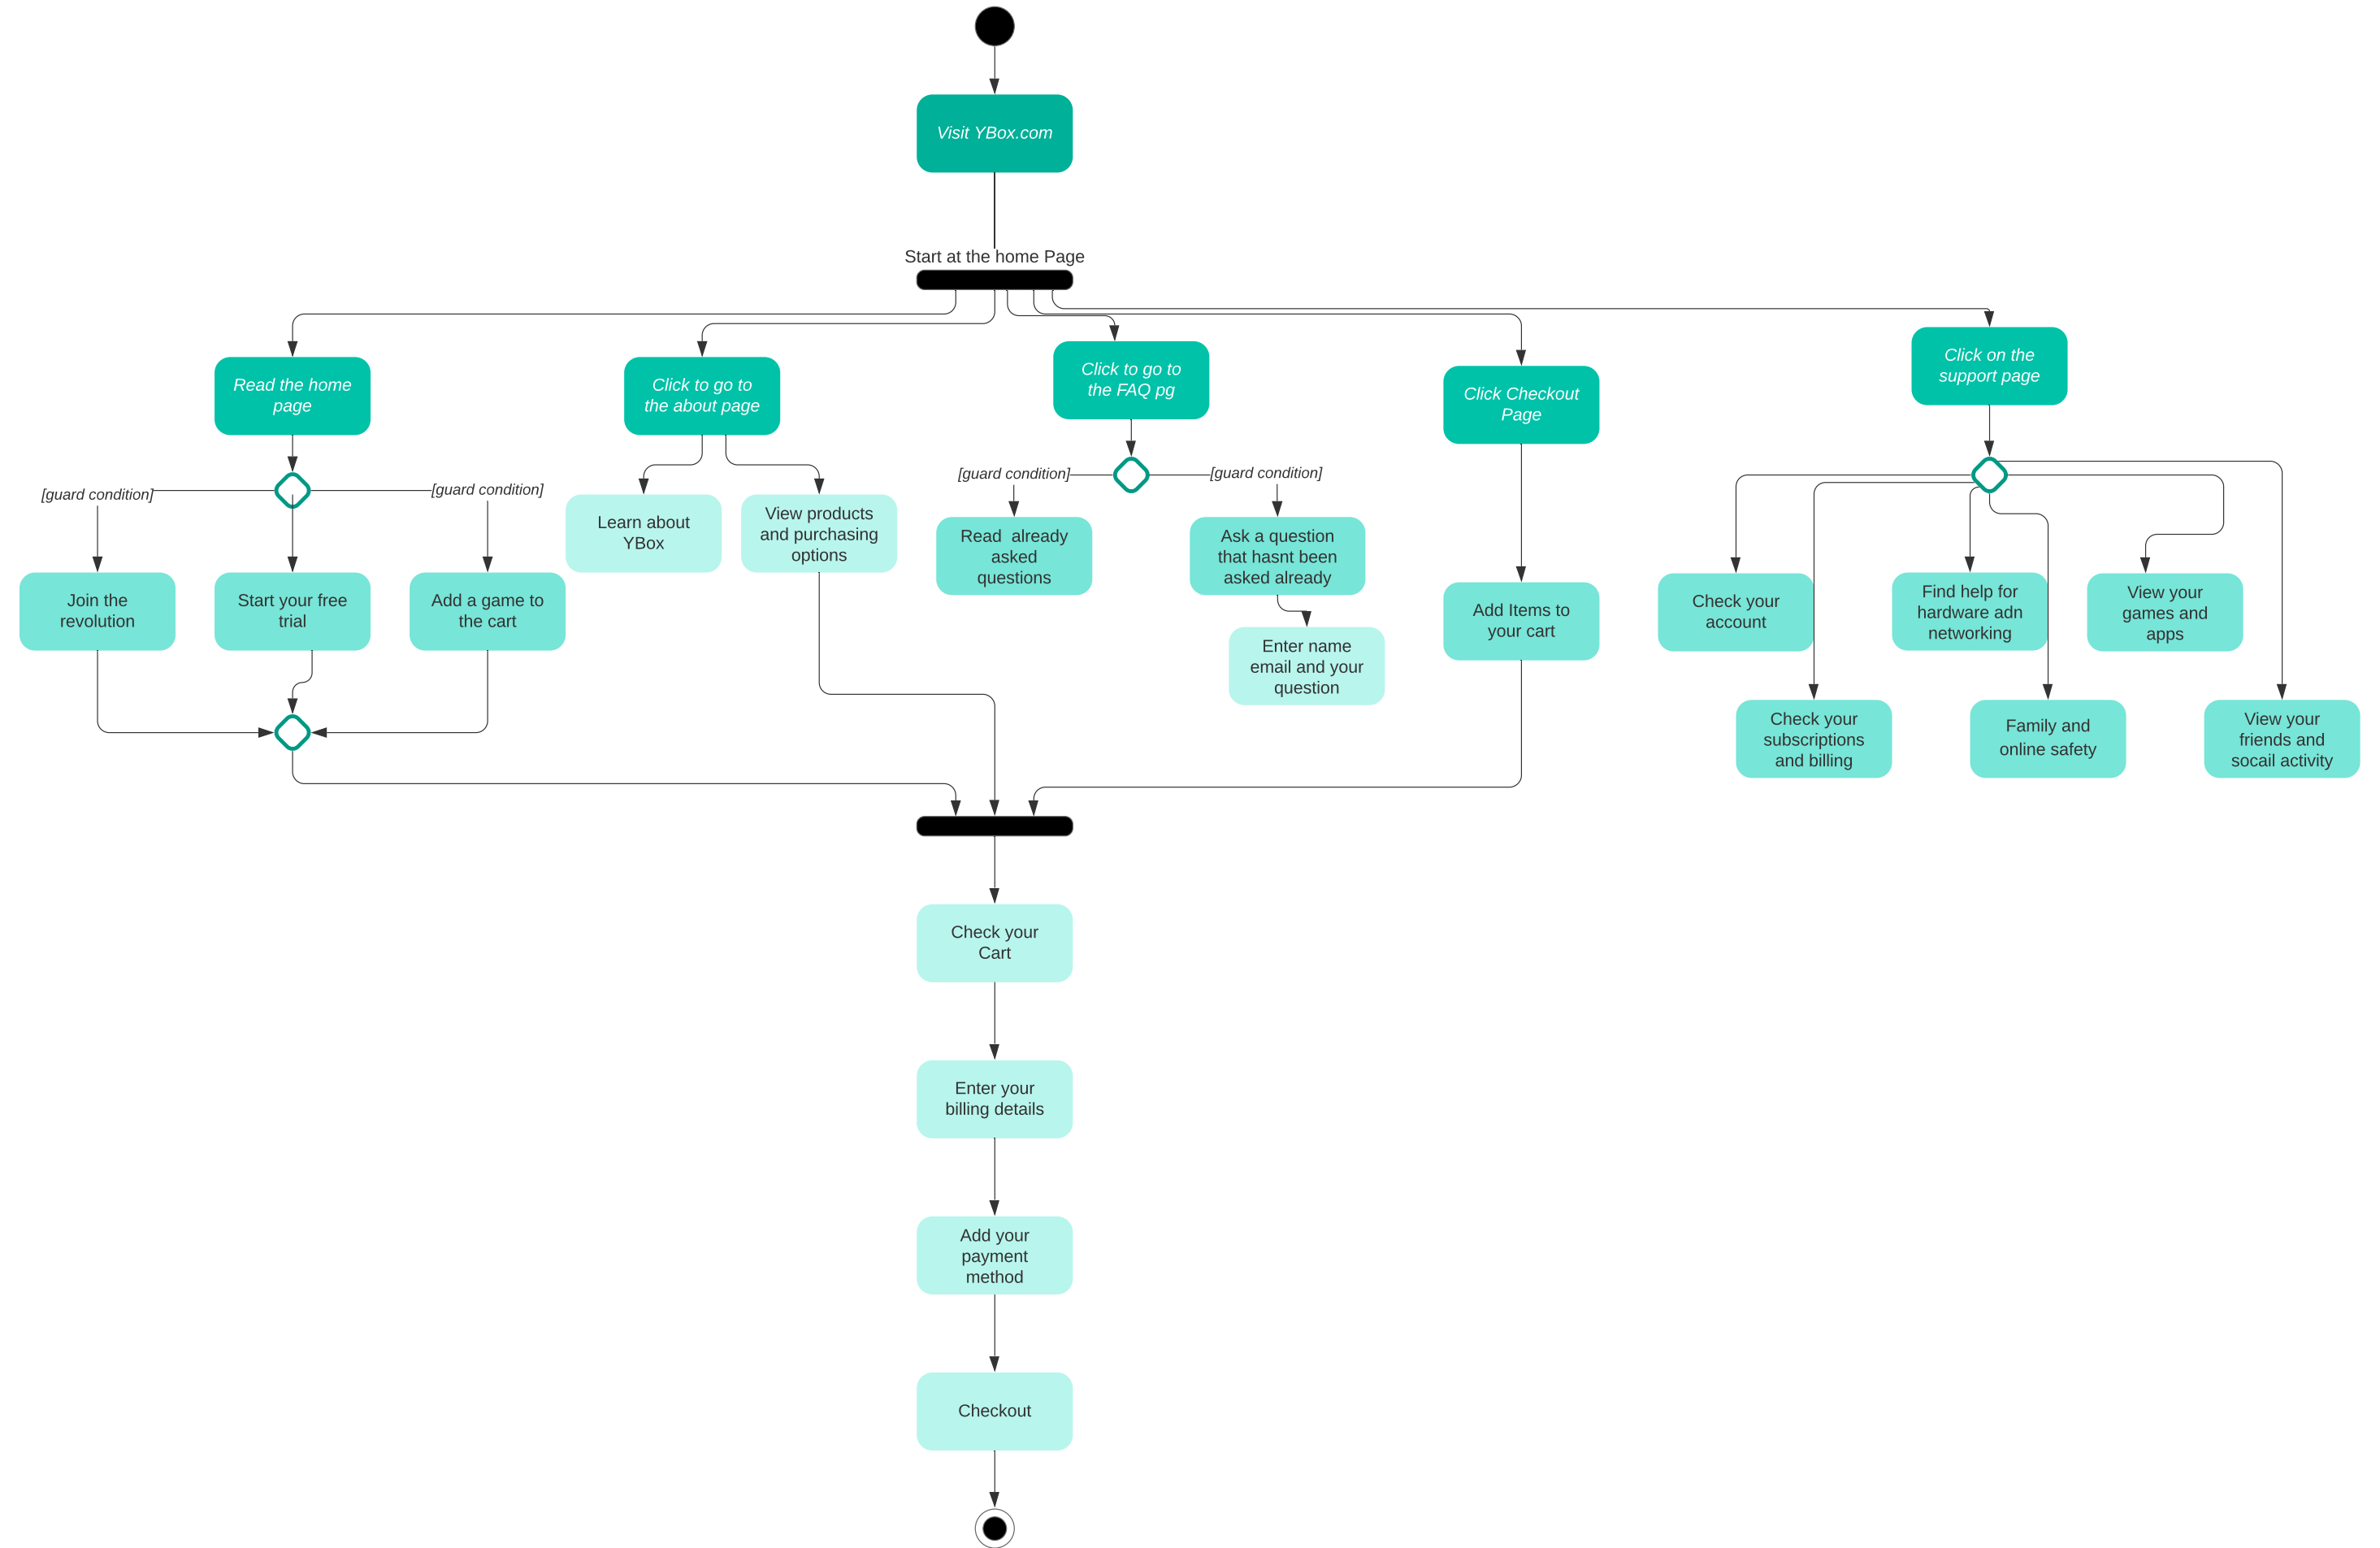 Visit YBox.com
Start at the home Page
Read the home
page
Click to go to
the about page
Click to go to
the FAQ pg
Click Checkout
Page
Click on the
support page
[guard condition]
[guard condition]
[guard condition]
[guard condition]
Learn about
YBox
View products
and purchasing
options
Read  already
asked
questions
Ask a question
that hasnt been
asked already
Join the
revolution
Start your free
trial
Add a game to
the cart
Enter name
email and your
question
Add Items to
your cart
Check your
account
Find help for
hardware adn
networking
View your
games and
apps
Check your
subscriptions
and billing
Family and
online safety
View your
friends and
socail activity
Check your
Cart
Enter your
billing details
Add your
payment
method
Checkout